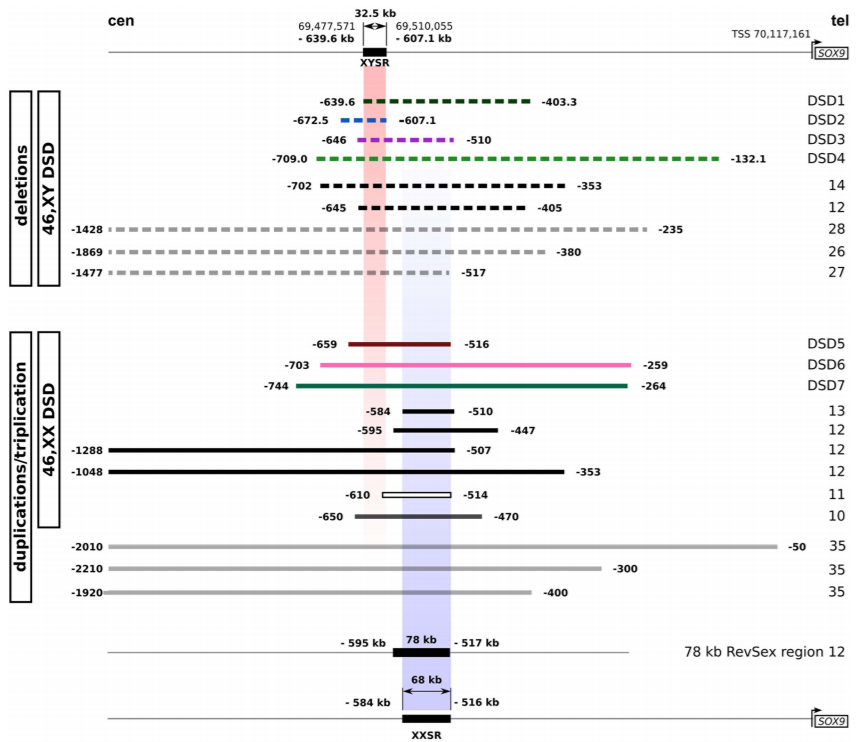 cen 32.5 kb tel
69,477,571 69,510,055
- 639.6 kb - 607.1 kb TSS 70,117,161
SOX9
XYSR
-639.6 -403.3 DSD1
-672.5 -607.1 DSD2
-646 -510 DSD3
-709.0 -132.1 DSD4
-702 -353 14
-645 -405 12
-1428 -235 28
-1869 -380 26
-1477 -517 27
deletions
46,XY DSD
-659 -516 DSD5
-703 -259 DSD6
-744 -264 DSD7
-584 -510 13
-595 -447 12
-1288 -507 12
-1048 -353 12
-610 -514 11
-650 -470 10
-2010 -50 35
-2210 -300 35
-1920 -400 35
duplications/triplication
46,XX DSD
- 595 kb 78 kb - 517 kb 78 kb RevSex region 12
68 kb
- 584 kb - 516 kb
SOX9
XXSR